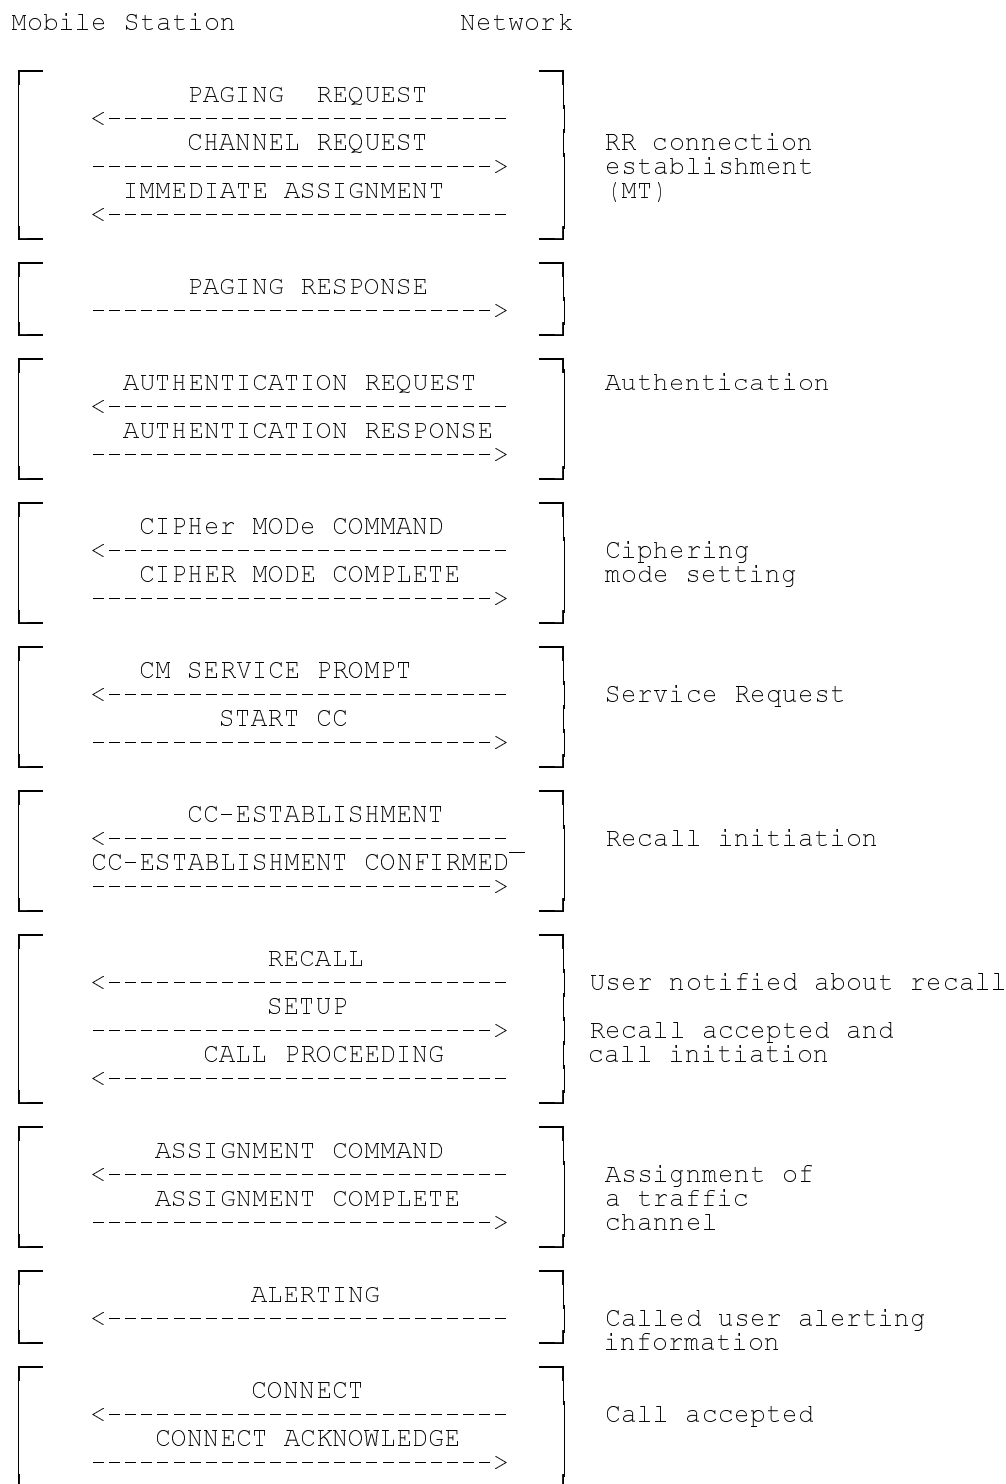 Mobile Station Network
PAGING REQUEST
<--------------------------
CHANNEL REQUEST RR connection
-------------------------> establishment
IMMEDIATE ASSIGNMENT (MT)
<-------------------------
PAGING RESPONSE
------------------------->
AUTHENTICATION REQUEST Authentication
<-------------------------
AUTHENTICATION RESPONSE
------------------------->
CIPHer MODe COMMAND
<------------------------- Ciphering
CIPHER MODE COMPLETE mode setting
------------------------->
CM SERVICE PROMPT
<------------------------- Service Request
START CC
------------------------->
CC-ESTABLISHMENT
<------------------------- Recall initiation
CC-ESTABLISHMENT CONFIRMED
------------------------->
RECALL
<------------------------- User notified about recall
SETUP
-------------------------> Recall accepted and
CALL PROCEEDING call initiation
<-------------------------
ASSIGNMENT COMMAND
<------------------------- Assignment of
ASSIGNMENT COMPLETE a traffic
-------------------------> channel
ALERTING
<------------------------- Called user alerting
information
CONNECT
<------------------------- Call accepted
CONNECT ACKNOWLEDGE
------------------------->